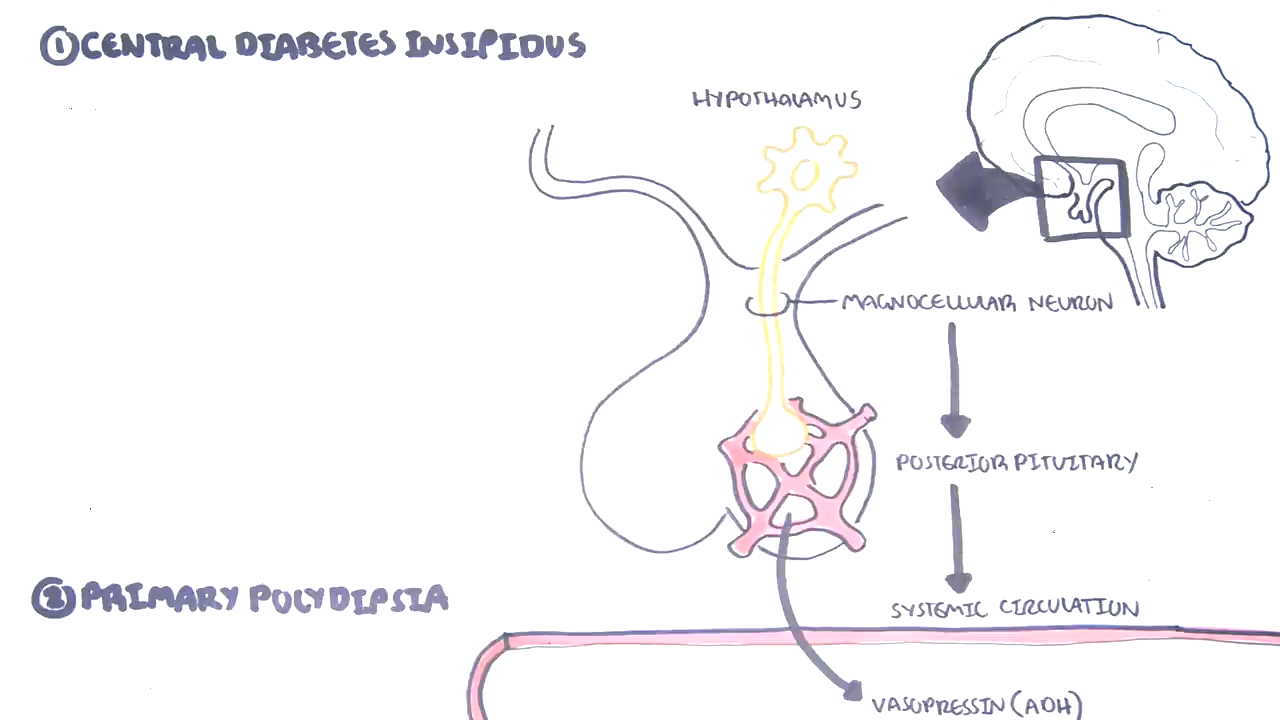 ① CENTRAL DIABETES INSIPIDUS
HYPOTHALAMUS
MAGNOCELLULAR NEURON
POSTERIOR PITUITARY
② PRIMARY POLYDIPSIA
SYSTEMIC CIRCULATION
VASOPRESSIN (ADH)